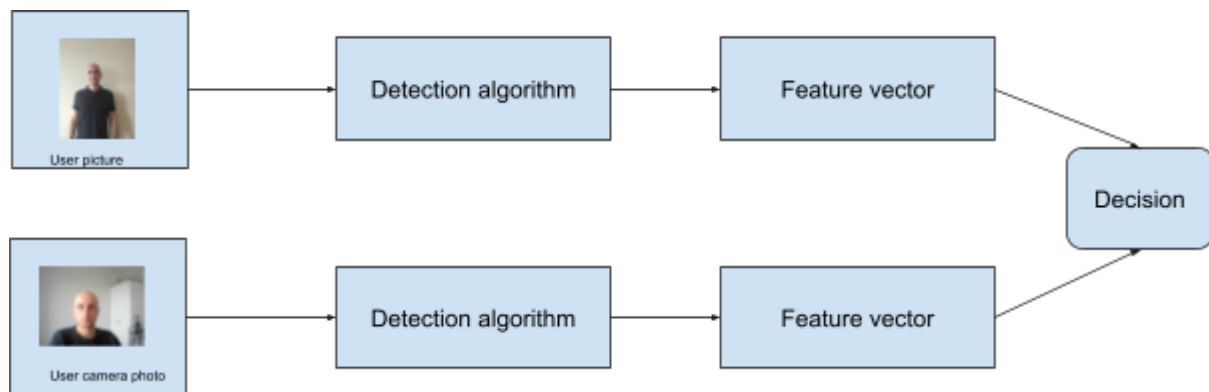 User picture
Detection algorithm
Feature vector
Decision
User camera photo
Detection algorithm
Feature vector